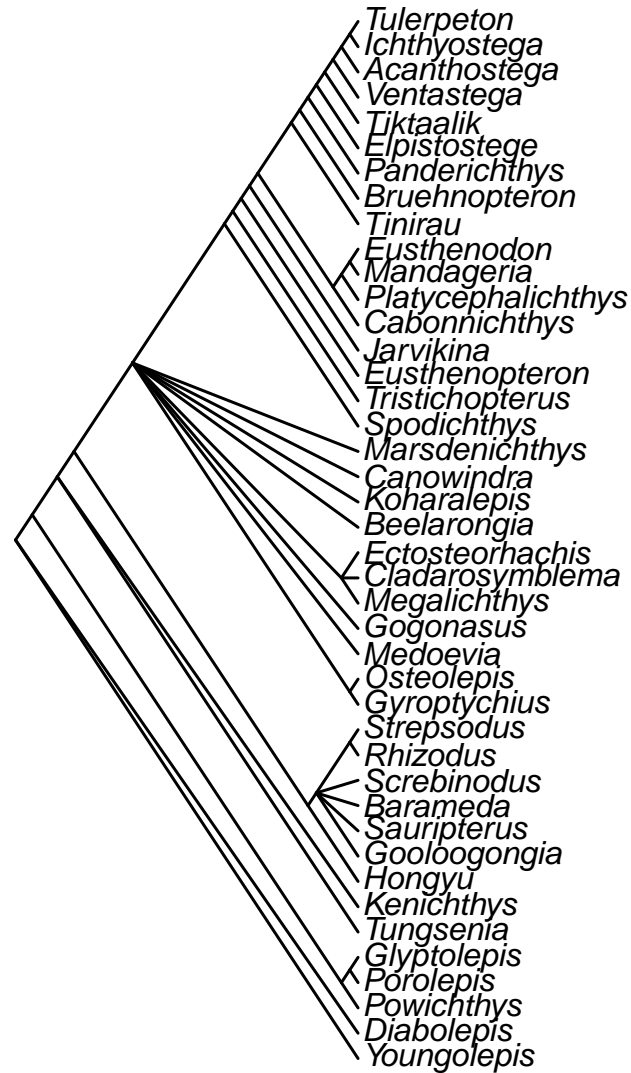 Tulerpeton
Ichthyostega
Acanthostega
Ventastega
Tiktaalik
Elpistostege
Panderichthys
Bruehnopteron
Tinirau
Eusthenodon
Mandageria
Platycephalichthys
Cabonnichthys
Jarvikina
Eusthenopteron
Tristichopterus
Spodichthys
Marsdenichthys
Canowindra
Koharalepis
Beelarongia
Ectosteorhachis
Cladarosymblema
Megalichthys
Gogonasus
Medoevia
Osteolepis
Gyroptychius
Strepsodus
Rhizodus
Screbinodus
Barameda
Sauripterus
Gooloogongia
Hongyu
Kenichthys
Tungsenia
Glyptolepis
Porolepis
Powichthys
Diabolepis
Youngolepis